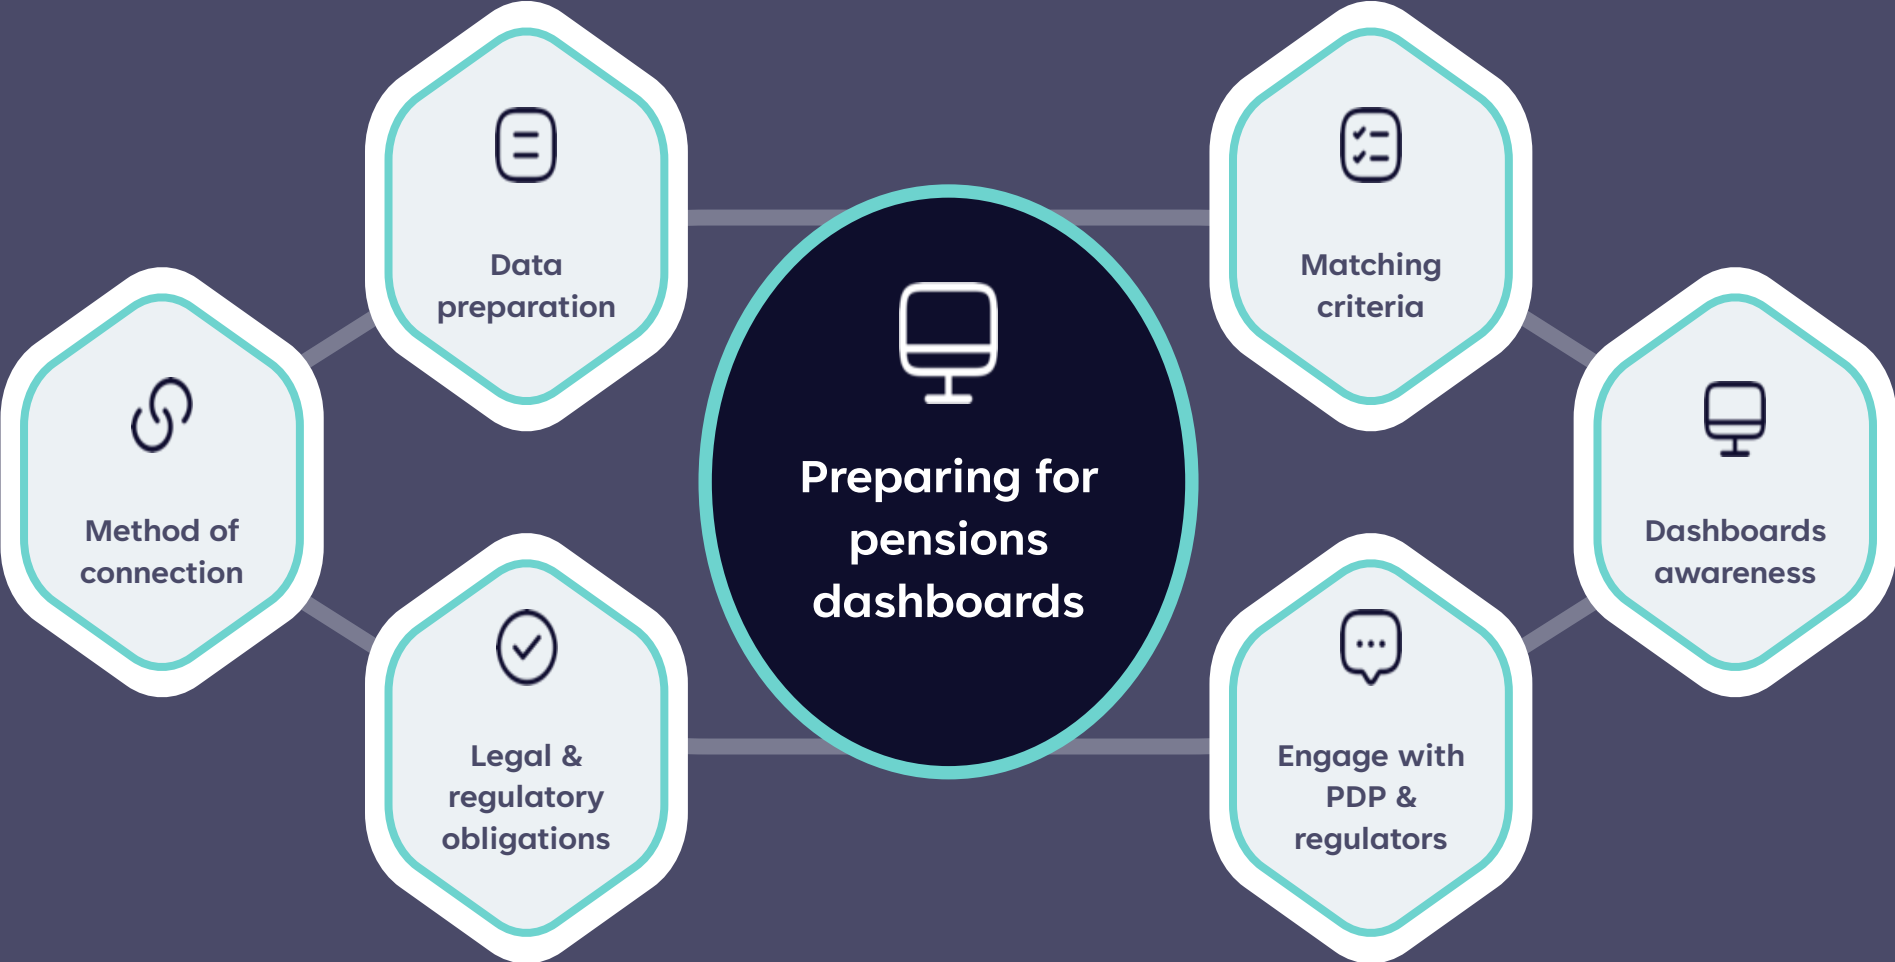 Data
preparation
Matching
criteria
Method of
connection
Preparing for
pensions
dashboards
Dashboards
awareness
Legal &
regulatory
obligations
Engage with
PDP &
regulators